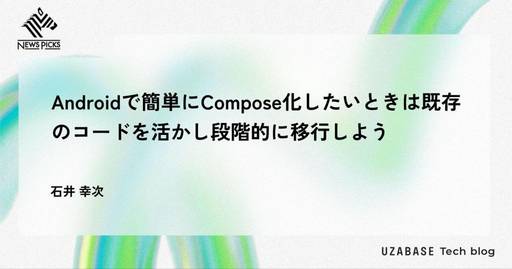 NEWSPICKS
Androidで簡単にCompose化したいときは既存
のコードを活かし段階的に移行しよう
石井 幸次
UZABASE Tech blog